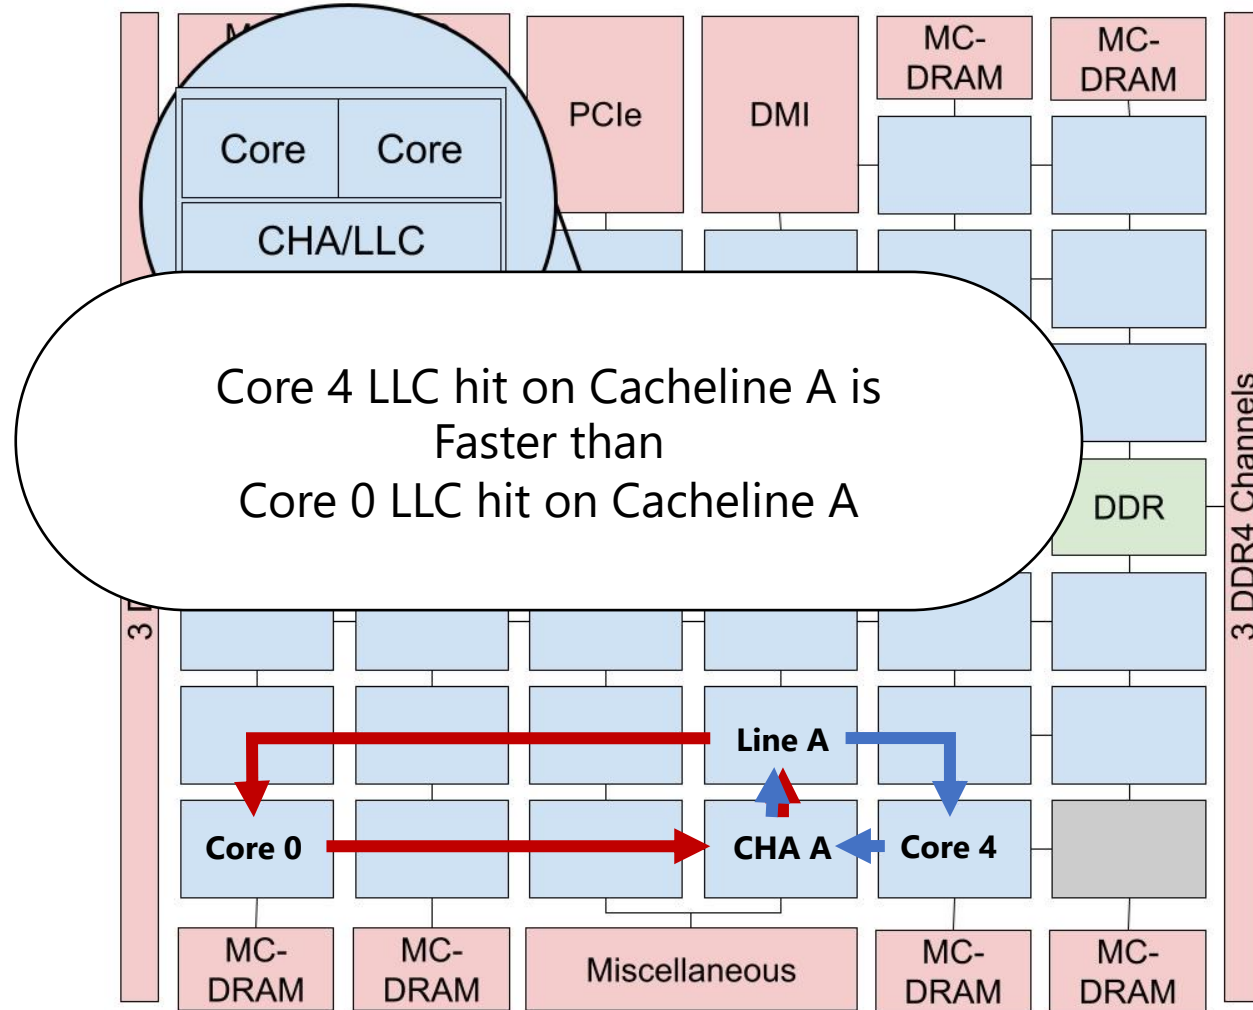 PCIe
DMI
MC-
DRAM
MC-
DRAM
Core
Core
CHA/LLC
Core 4 LLC hit on Cacheline A is
Faster than
Core 0 LLC hit on Cacheline A
DDR
3 DDR4 Channels
3
Line A
Core 0
CHA A
Core 4
MC-
DRAM
MC-
DRAM
Miscellaneous
MC-
DRAM
MC-
DRAM